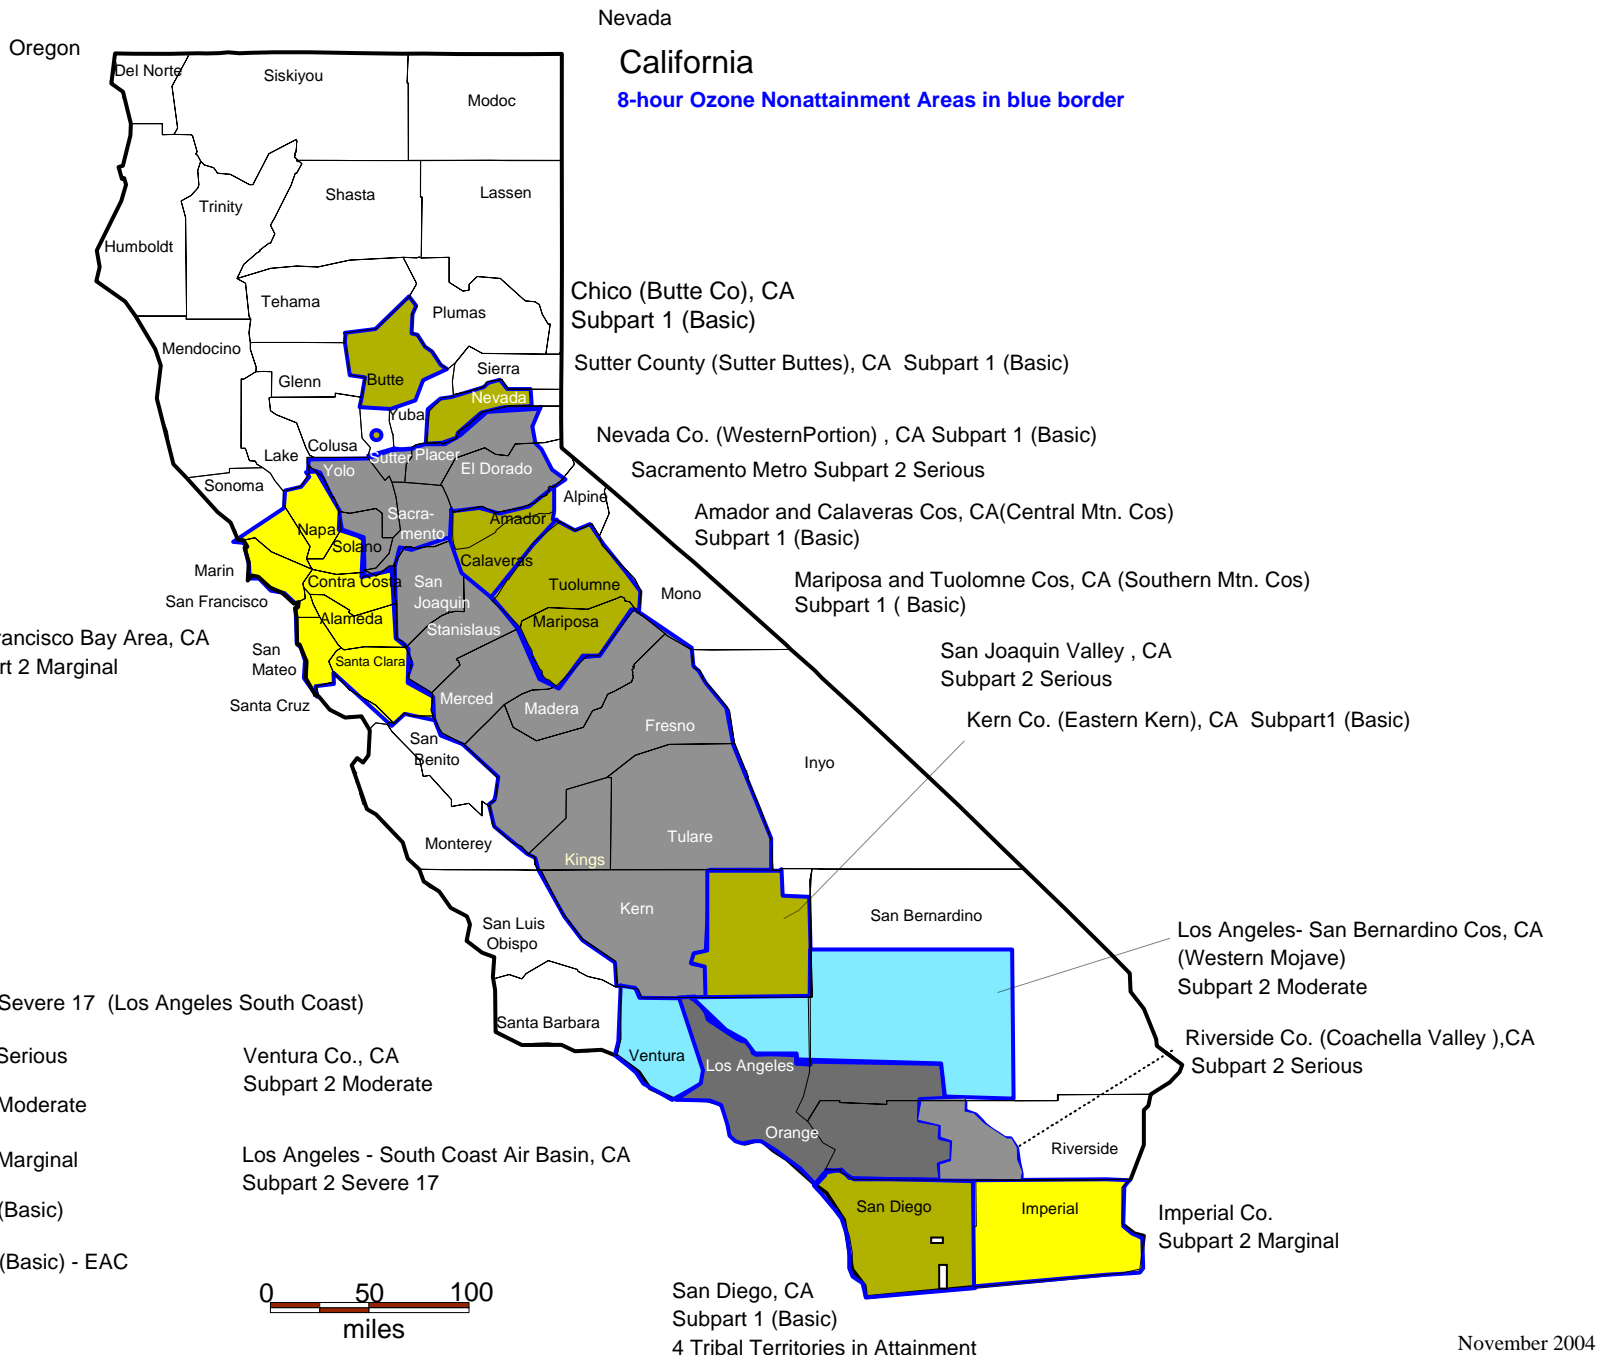 Nevada
Oregon
California
8-hour Ozone Nonattainment Areas in blue border
Del Norte
Siskiyou
Modoc
Trinity
Shasta
Lassen
Humboldt
Tehama
Plumas
Chico (Butte Co), CA
Subpart 1 (Basic)
Mendocino
Glenn
Butte
Sierra
Sutter County (Sutter Buttes), CA  Subpart 1 (Basic)
Nevada
Yuba
Colusa
Lake
Sutter
Placer
Nevada Co. (WesternPortion) , CA Subpart 1 (Basic)
Yolo
El Dorado
Sacramento Metro Subpart 2 Serious
Sonoma
Alpine
Napa
Sacra-
mento
Amador
Amador and Calaveras Cos, CA(Central Mtn. Cos)
Subpart 1 (Basic)
Solano
Calaveras
Marin
Contra Costa
San
Joaquin
Tuolumne
Mono
Mariposa and Tuolomne Cos, CA (Southern Mtn. Cos)
Subpart 1 ( Basic)
San Francisco
Alameda
Stanislaus
Mariposa
ancisco Bay Area, CA
rt 2 Marginal
San
Mateo
Santa Clara
San Joaquin Valley , CA
Subpart 2 Serious
Santa Cruz
Merced
Madera
Fresno
Kern Co. (Eastern Kern), CA  Subpart1 (Basic)
San
Benito
Inyo
Monterey
Kings
Tulare
San Luis
Obispo
Kern
San Bernardino
Los Angeles- San Bernardino Cos, CA
(Western Mojave)
Subpart 2 Moderate
Severe 17  (Los Angeles South Coast)
Santa Barbara
Serious
Ventura Co., CA
Subpart 2 Moderate
Ventura
Los Angeles
Riverside Co. (Coachella Valley ),CA
Subpart 2 Serious
Moderate
Orange
Riverside
Marginal
Los Angeles - South Coast Air Basin, CA
Subpart 2 Severe 17
(Basic)
San Diego
Imperial
Imperial Co.
Subpart 2 Marginal
(Basic) - EAC
0 50 100
miles
San Diego, CA
Subpart 1 (Basic)
4 Tribal Territories in Attainment
November 2004